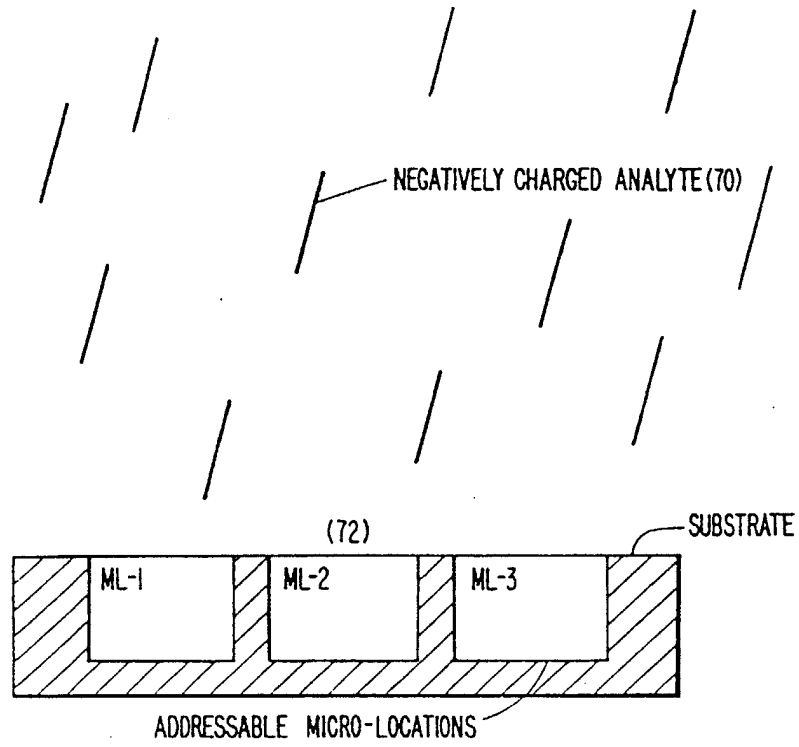 NEGATIVELY CHARGED ANALYTE (70)
(72)
SUBSTRATE
ML-1
ML-2
ML-3
ADDRESSABLE MICRO-LOCATIONS